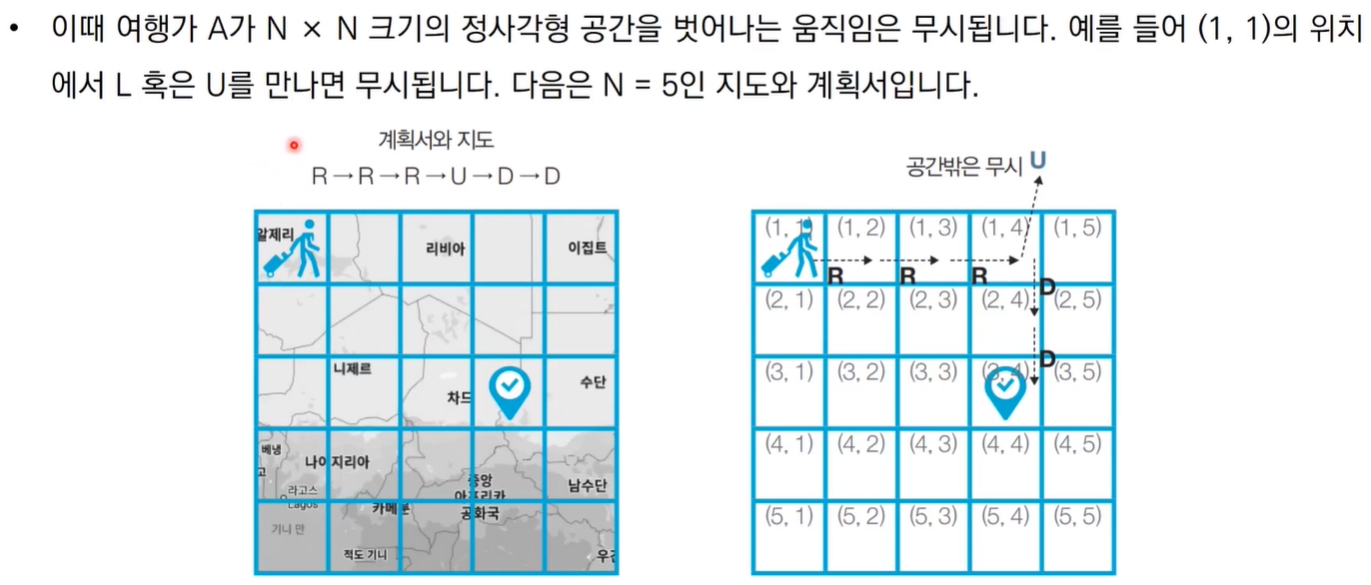 • 이때 여행가 A가 N × N 크기의 정사각형 공간을 벗어나는 움직임은 무시됩니다. 예를 들어 (1, 1)의 위치
에서 L 혹은 U를 만나면 무시됩니다. 다음은 N = 5인 지도와 계획서입니다.
계획서와 지도
R→R→R→U→D→D
알제리
리비아
이집트
니제르
차드
수단
베냉
고
나이지리아
라고스
Lagos
중앙
아프리카
공화국
남수단
카메룬
기니 만
적도 기니
우간
공간밖은 무시 U
(1, 1) (1, 2) (1, 3) (1, 4) (1, 5)
R R R D
(2, 1) (2, 2) (2, 3) (2, 4) (2, 5)
D
(3, 1) (3, 2) (3, 3) (3, 4) (3, 5)
(4, 1) (4, 2) (4, 3) (4, 4) (4, 5)
(5, 1) (5, 2) (5, 3) (5, 4) (5, 5)